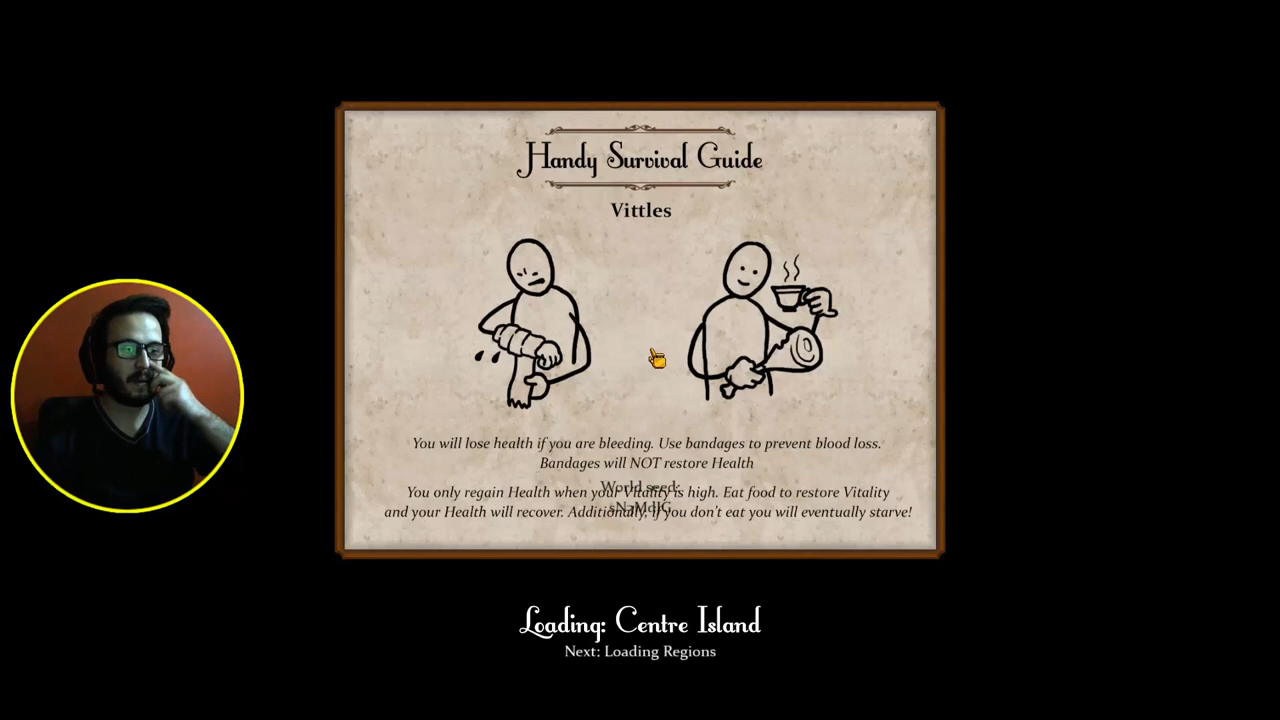 Handy Survival Guide
Vittles
You will lose health if you are bleeding. Use bandages to prevent blood loss.
Bandages will NOT restore Health
World seed:
You only regain Health when your Vitality is high. Eat food to restore Vitality
and your Health will recover. Additionally, if you don't eat you will eventually starve!
Loading: Centre Island
Next: Loading Regions